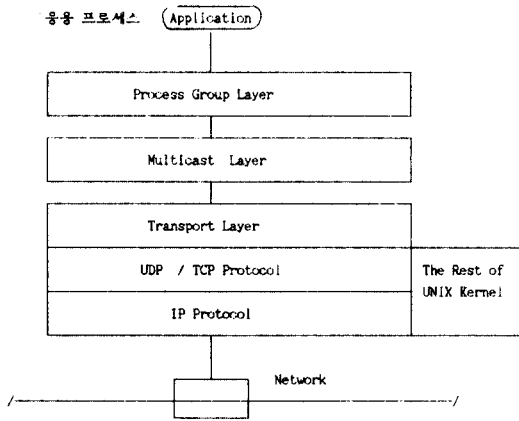 응용 프로세스 Application
Process Group Layer
Multicast Layer
Transport Layer
UDP / TCP Protocol
The Rest of
UNIX Kernel
IP Protocol
Network